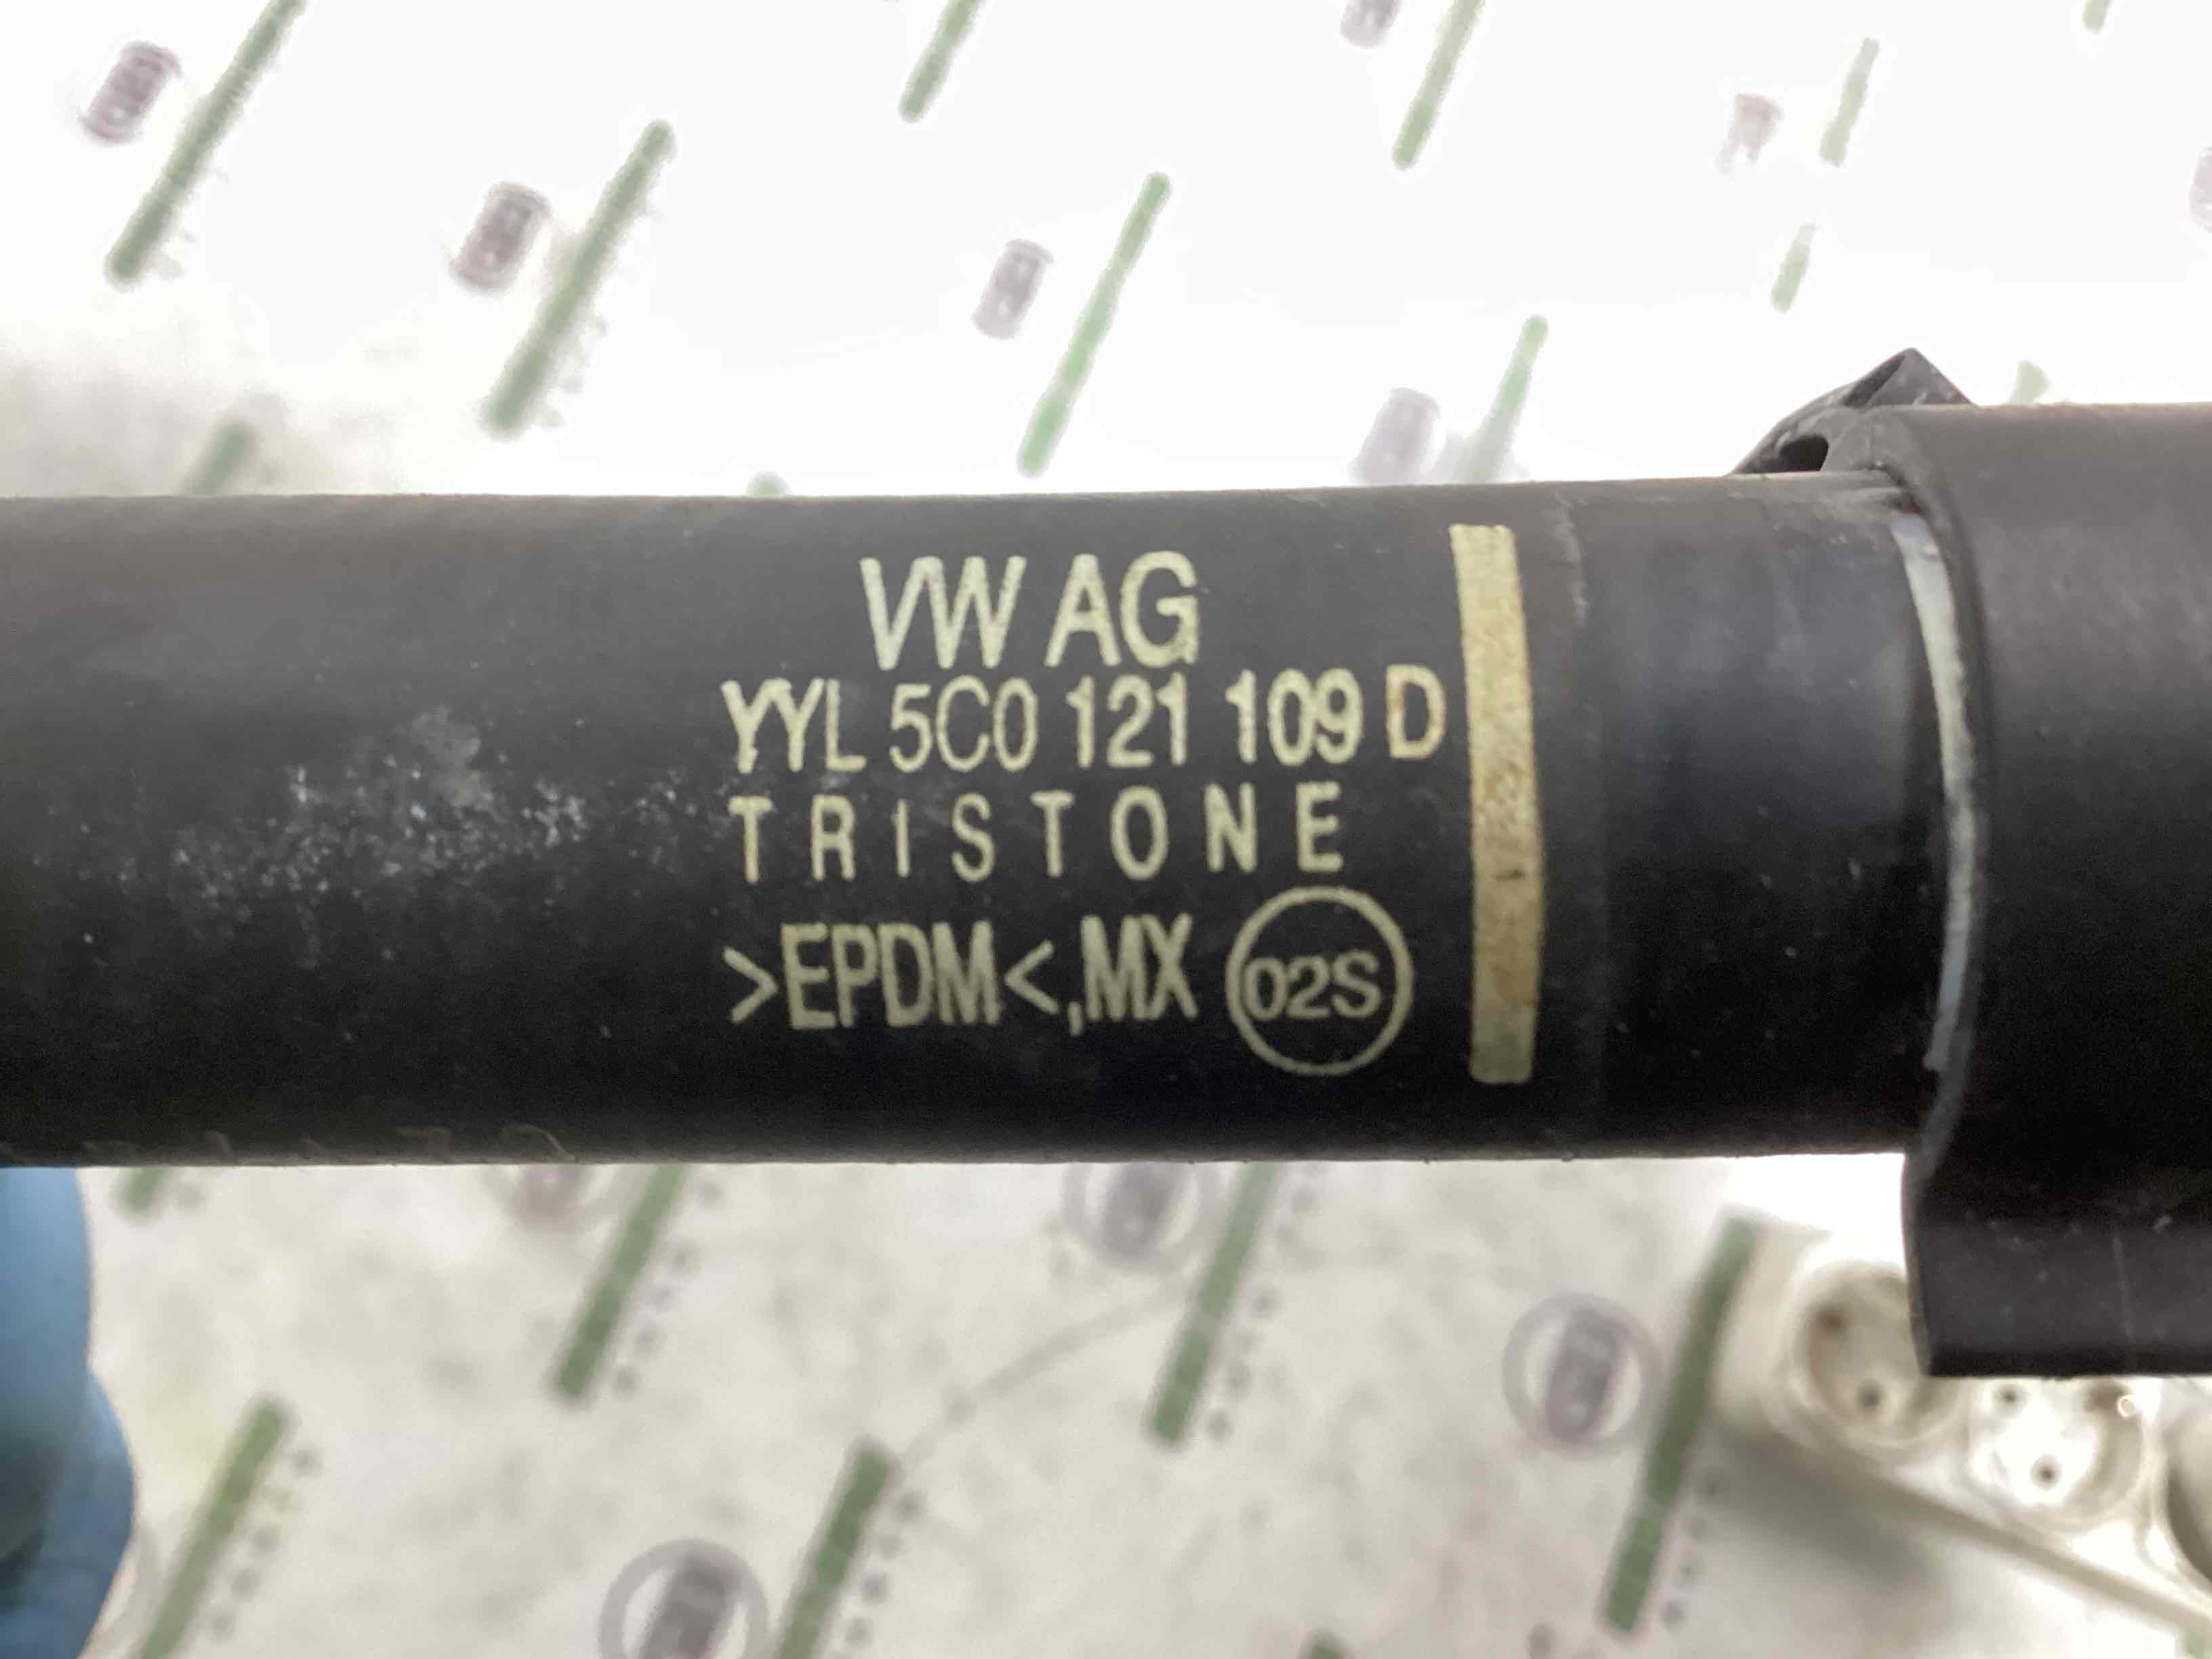 VW AG
YYL 5C0 121 109 D
TRISTONE
>EPDM<,MX 02S